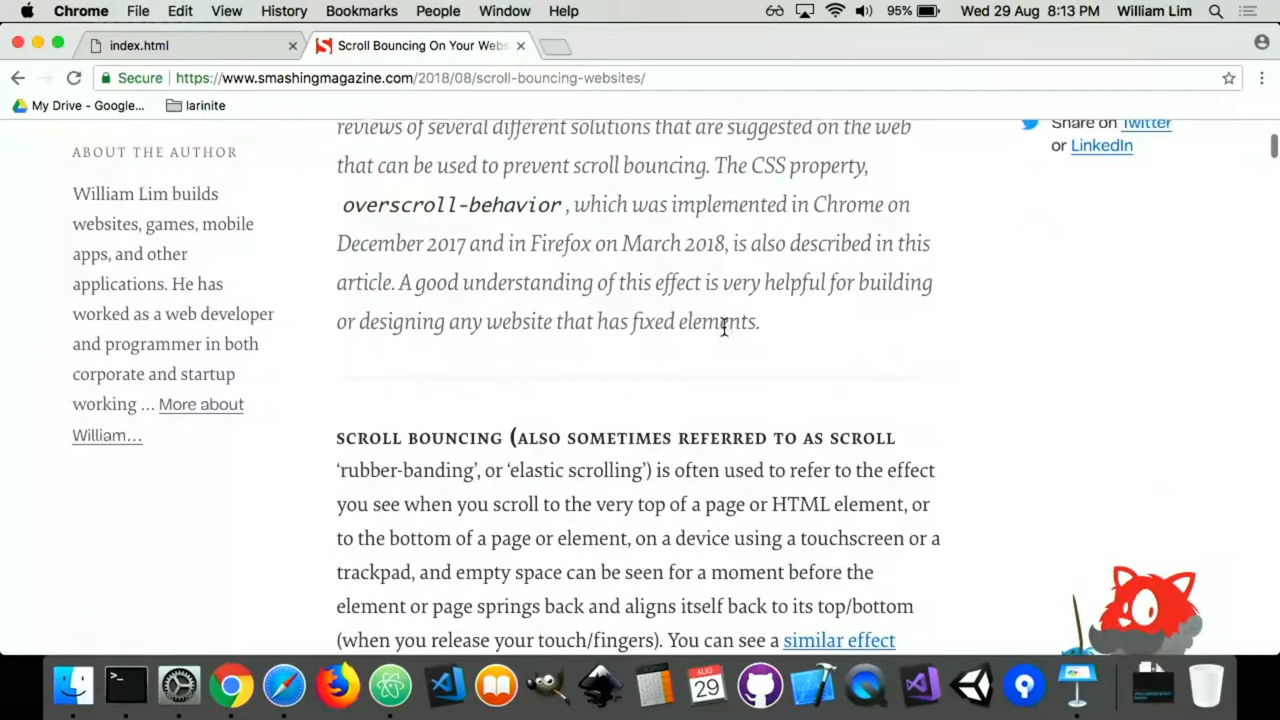 Chrome File Edit View History Bookmarks People Window Help 95% Wed 29 Aug 8:13 PM William Lim
index.html Scroll Bouncing On Your Webs
Secure https://www.smashingmagazine.com/2018/08/scroll-bouncing-websites/
My Drive - Google... larinite
ABOUT THE AUTHOR
William Lim builds
websites, games, mobile
apps, and other
applications. He has
worked as a web developer
and programmer in both
corporate and startup
working … More about
William…
reviews of several different solutions that are suggested on the web
that can be used to prevent scroll bouncing. The CSS property,
overscroll-behavior, which was implemented in Chrome on
December 2017 and in Firefox on March 2018, is also described in this
article. A good understanding of this effect is very helpful for building
or designing any website that has fixed elements.
SCROLL BOUNCING (ALSO SOMETIMES REFERRED TO AS SCROLL
‘rubber-banding’, or ‘elastic scrolling’) is often used to refer to the effect
you see when you scroll to the very top of a page or HTML element, or
to the bottom of a page or element, on a device using a touchscreen or a
trackpad, and empty space can be seen for a moment before the
element or page springs back and aligns itself back to its top/bottom
(when you release your touch/fingers). You can see a similar effect
Share on Twitter
or LinkedIn
AUG
29